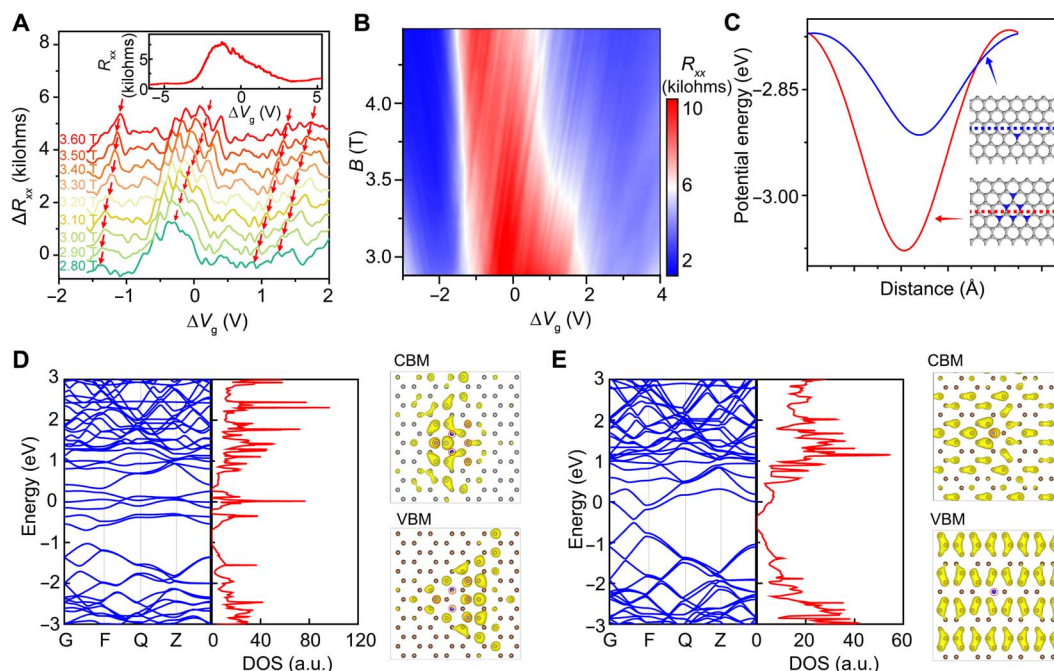 A
ΔRxx (kilohms)
8
6
4
2
0
3.60 T
3.50 T
3.40 T
3.30 T
3.20 T
3.10 T
3.00 T
2.90 T
2.80 T
−2
−1
0
1
2
ΔVg (V)
Rxx
(kilohms)
5
0
−5
0
5
ΔVg (V)
B
B (T)
4.0
3.5
3.0
−2
0
2
4
ΔVg (V)
Rxx
(kilohms)
10
6
2
C
Potential energy (eV)
−2.85
−3.00
Distance (Å)
D
Energy (eV)
3
2
1
0
−1
−2
−3
G
F
Q
Z
0
40
80
120
DOS (a.u.)
CBM
VBM
E
Energy (eV)
3
2
1
0
−1
−2
−3
G
F
Q
Z
0
20
40
60
DOS (a.u.)
CBM
VBM